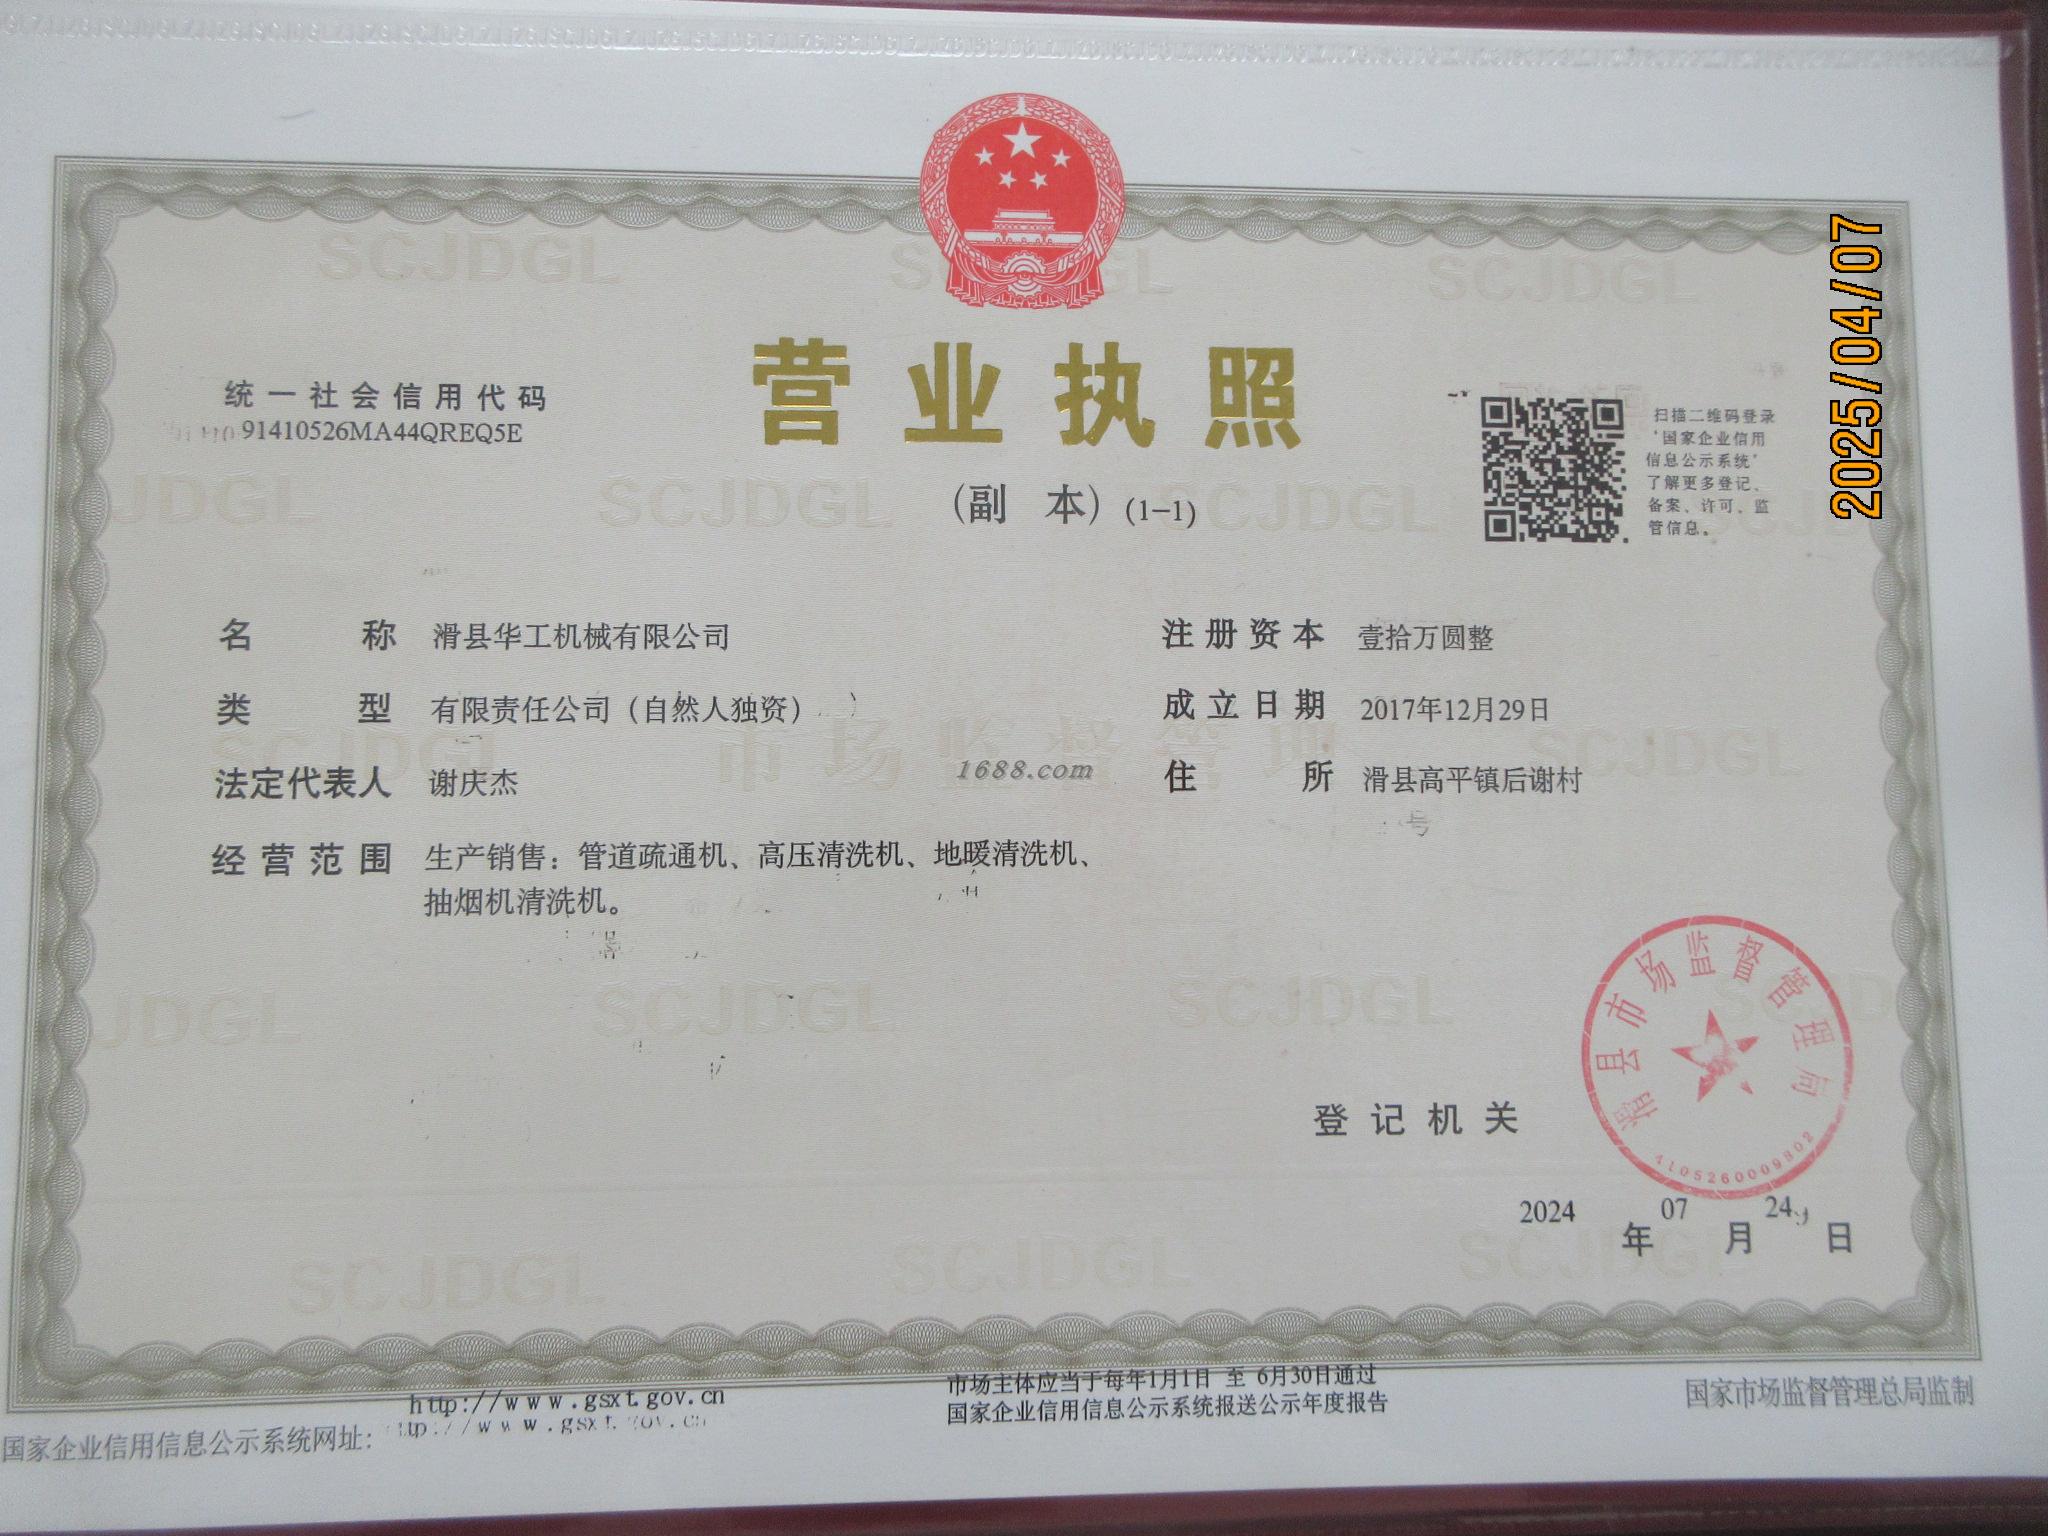 2025/04/07
营业执照
(副 本) (1-1)
统一社会信用代码
91410526MA44QREQ5E
扫描二维码登录
'国家企业信用
信息公示系统'
了解更多登记、
备案、许可、监
管信息。
名 称 滑县华工机械有限公司
类 型 有限责任公司（自然人独资）
法定代表人 谢庆杰
经营范围 生产销售：管道疏通机、高压清洗机、地暖清洗机、
抽烟机清洗机。
注册资本 壹拾万圆整
成立日期 2017年12月29日
住 所 滑县高平镇后谢村
号
市场监督管理
1688.com
SCJDGL
登记机关
滑县市场监督管理局
4105260009802
2024 年 07 月 24 日
http://www.gsxt.gov.cn
国家企业信用信息公示系统网址：
市场主体应当于每年1月1日 至 6月30日通过
国家企业信用信息公示系统报送公示年度报告
国家市场监督管理总局监制